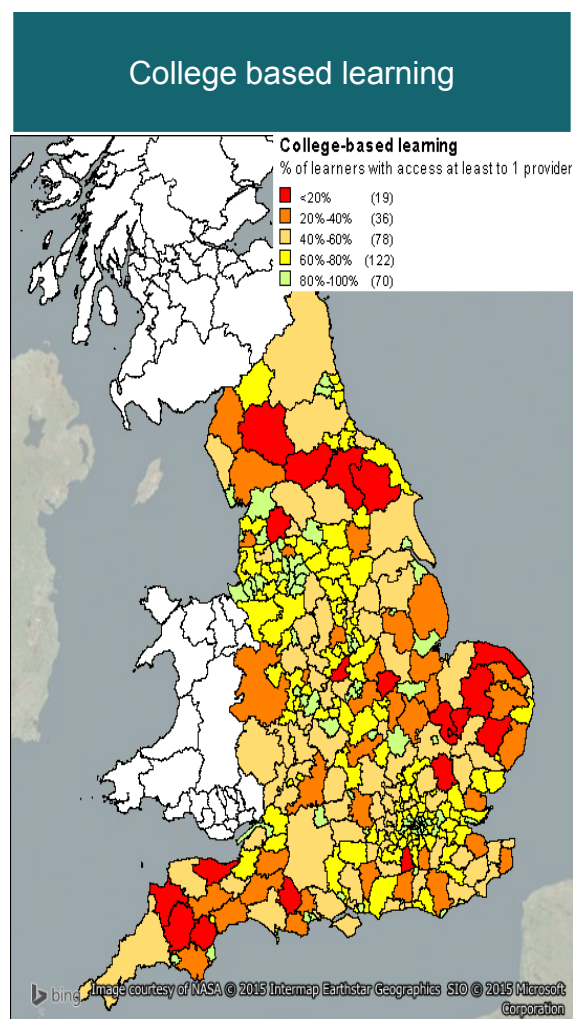 College based learning
College-based learning
% of learners with access at least to 1 provider
<20% (19)
20%-40% (36)
40%-60% (78)
60%-80% (122)
80%-100% (70)
bing
Image courtesy of NASA © 2015 Intermap Earthstar Geographics SIO © 2015 Microsoft
Corporation